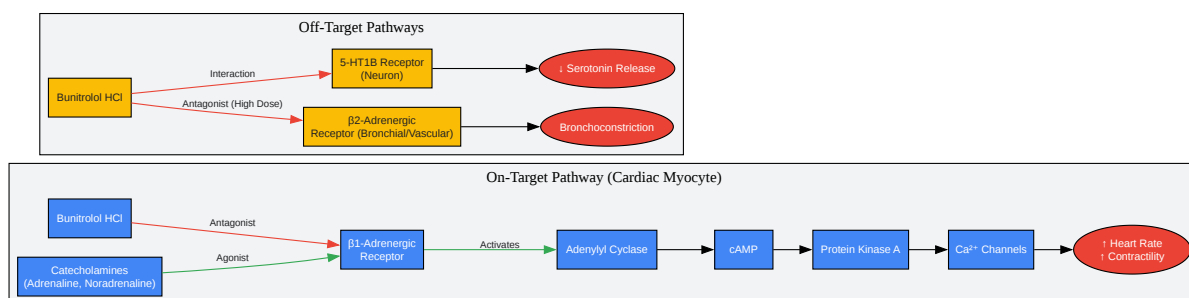 Off-Target Pathways
Bunitrolol HCl
Interaction
Antagonist (High Dose)
5-HT1B Receptor
(Neuron)
↓ Serotonin Release
β2-Adrenergic
Receptor (Bronchial/Vascular)
Bronchoconstriction
On-Target Pathway (Cardiac Myocyte)
Bunitrolol HCl
Antagonist
Catecholamines
(Adrenaline, Noradrenaline)
Agonist
β1-Adrenergic
Receptor
Activates
Adenylyl Cyclase
cAMP
Protein Kinase A
Ca²⁺ Channels
↑ Heart Rate
↑ Contractility